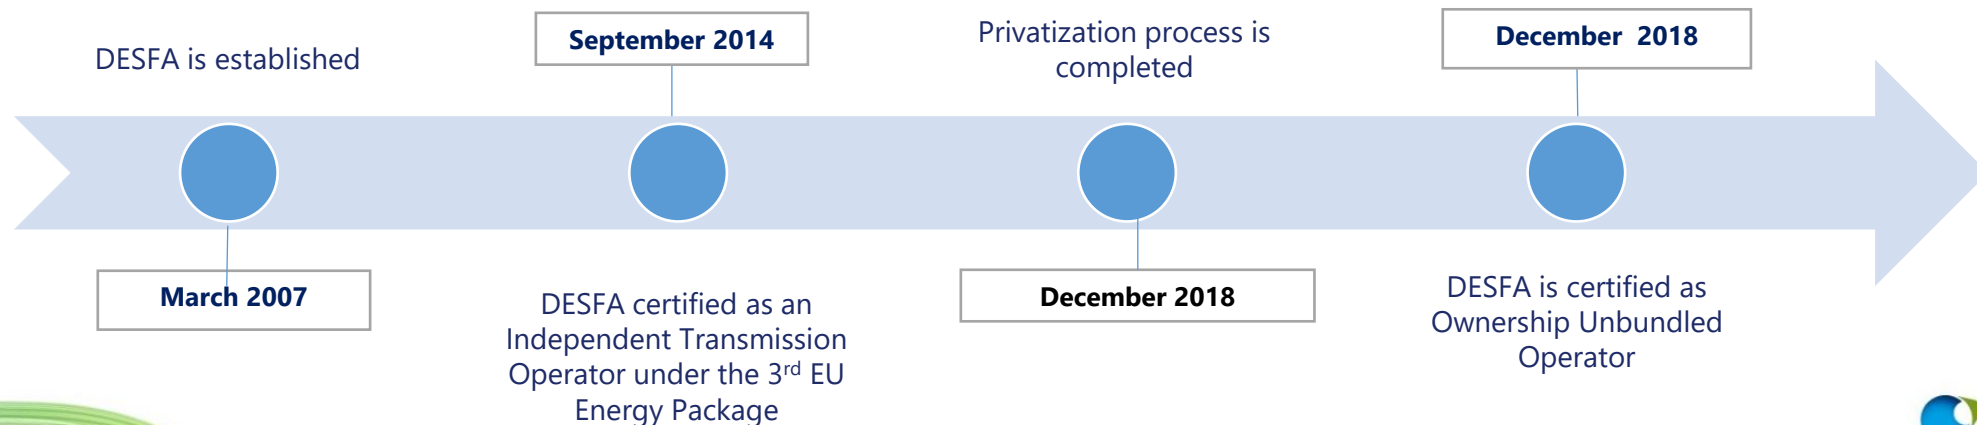 DESFA is established
March 2007
September 2014
DESFA certified as an
Independent Transmission
Operator under the 3rd EU
Energy Package
Privatization process is
completed
December 2018
December 2018
DESFA is certified as
Ownership Unbundled
Operator